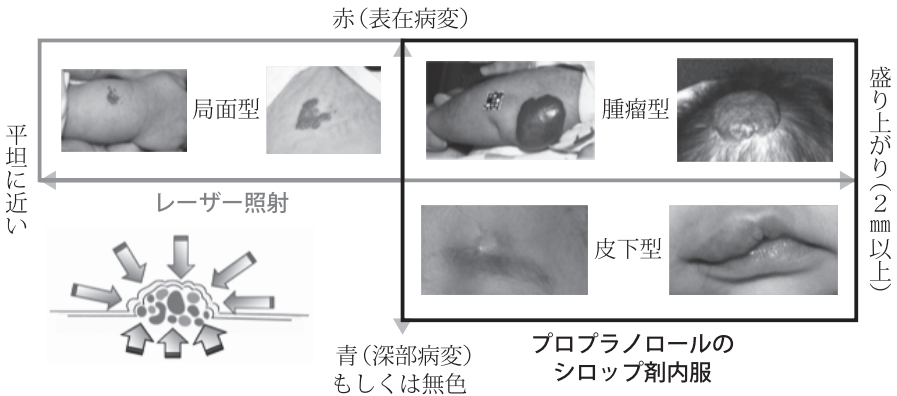 赤（表在病変）
局面型
腫瘤型
平坦に近い
盛り上がり（２㎜以上）
レーザー照射
皮下型
青（深部病変）
もしくは無色
プロプラノロールの
シロップ剤内服